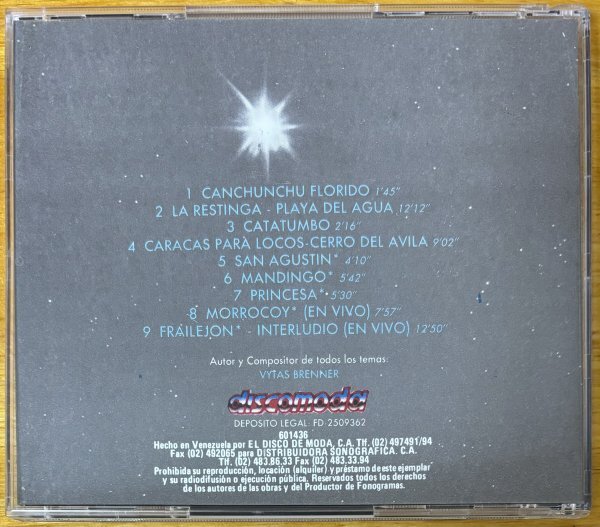 1 CANCHUNCHU FLORIDO 1'45"
2 LA RESTINGA - PLAYA DEL AGUA 12'12"
3 CATATUMBO 2'16"
4 CARACAS PARA LOCOS-CERRO DEL AVILA 9'02"
5 SAN AGUSTIN* 4'10"
6 MANDINGO* 5'42"
7 PRINCESA* 5'30"
8 MORROCOY* (EN VIVO) 7'57"
9 FRAILEJON* - INTERLUDIO (EN VIVO) 12'50"
Autor y Compositor de todos los temas:
VYTAS BRENNER
discomoda
DEPOSITO LEGAL: FD 2509362
601436
Hecho en Venezuela por EL DISCO DE MODA, C.A. Tlf. (02) 497491/94
Fax (02) 492065 para DISTRIBUIDORA SONOGRAFICA. C.A.
Tlf. (02) 483.86.33 Fax (02) 483.33.94
Prohibida su reproducción, locación (alquiler) y préstamo de este ejemplar
y su radiodifusión o ejecución pública. Reservados todos los derechos
de los autores de las obras y del Productor de Fonogramas.